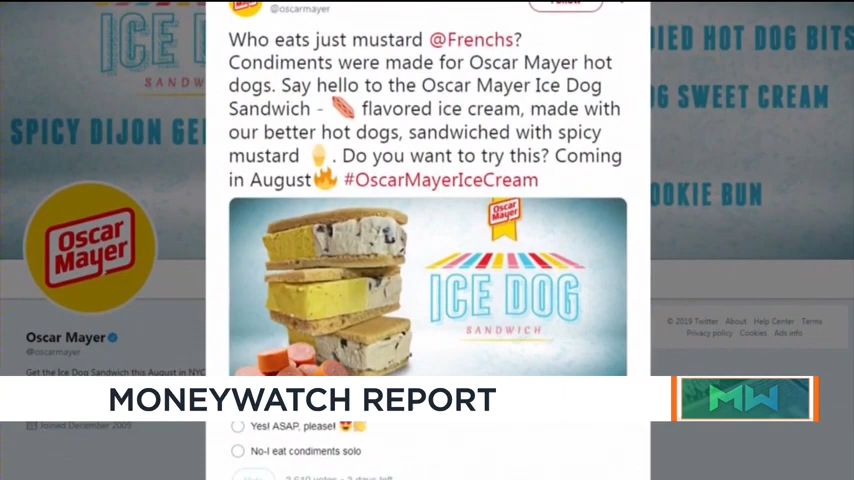 @oscarmayer
Who eats just mustard @Frenchs?
Condiments were made for Oscar Mayer hot
dogs. Say hello to the Oscar Mayer Ice Dog
Sandwich - flavored ice cream, made with
our better hot dogs, sandwiched with spicy
mustard . Do you want to try this? Coming
in August #OscarMayerIceCream
Oscar
Mayer
ICE DOG
SANDWICH
Yes! ASAP, please!
No-I eat condiments solo
ICE
SANDW
SPICY DIJON GE
Oscar
Mayer
Oscar Mayer
@oscarmayer
Get the Ice Dog Sandwich this August in NYC
Joined December 2009
IED HOT DOG BITS
G SWEET CREAM
OOKIE BUN
© 2019 Twitter About Help Center Terms
Privacy policy Cookies Ads info
MONEYWATCH REPORT
MW